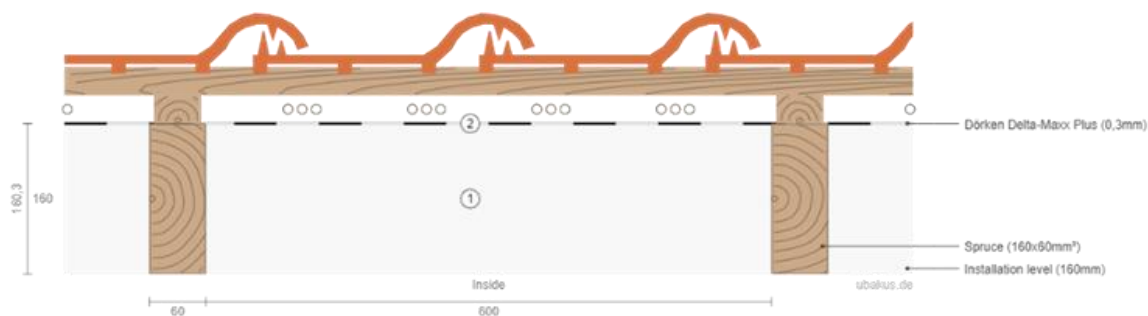 2
Dörken Delta-Maxx Plus (0,3mm)
160,3
160
1
Spruce (160x60mm²)
Installation level (160mm)
Inside
ubakus.de
60
600